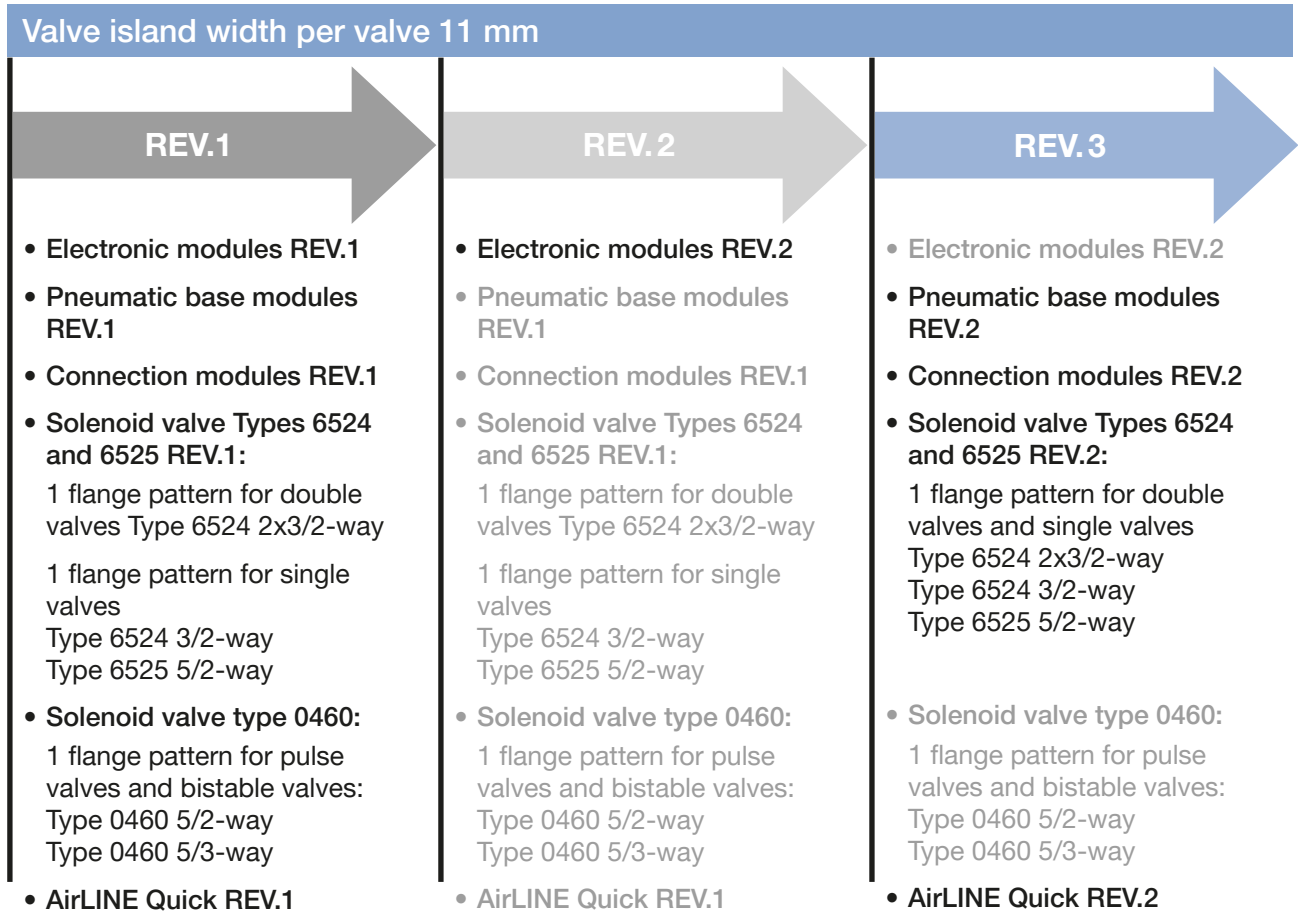 Valve island width per valve 11 mm
REV.1
• Electronic modules REV.1
• Pneumatic base modules
REV.1
• Connection modules REV.1
• Solenoid valve Types 6524
and 6525 REV.1:
1 flange pattern for double
valves Type 6524 2x3/2-way
1 flange pattern for single
valves
Type 6524 3/2-way
Type 6525 5/2-way
• Solenoid valve type 0460:
1 flange pattern for pulse
valves and bistable valves:
Type 0460 5/2-way
Type 0460 5/3-way
• AirLINE Quick REV.1
REV. 2
• Electronic modules REV.2
• Pneumatic base modules
REV.1
• Connection modules REV.1
• Solenoid valve Types 6524
and 6525 REV.1:
1 flange pattern for double
valves Type 6524 2x3/2-way
1 flange pattern for single
valves
Type 6524 3/2-way
Type 6525 5/2-way
• Solenoid valve type 0460:
1 flange pattern for pulse
valves and bistable valves:
Type 0460 5/2-way
Type 0460 5/3-way
• AirLINE Quick REV.1
REV. 3
• Electronic modules REV.2
• Pneumatic base modules
REV.2
• Connection modules REV.2
• Solenoid valve Types 6524
and 6525 REV.2:
1 flange pattern for double
valves and single valves
Type 6524 2x3/2-way
Type 6524 3/2-way
Type 6525 5/2-way
• Solenoid valve type 0460:
1 flange pattern for pulse
valves and bistable valves:
Type 0460 5/2-way
Type 0460 5/3-way
• AirLINE Quick REV.2